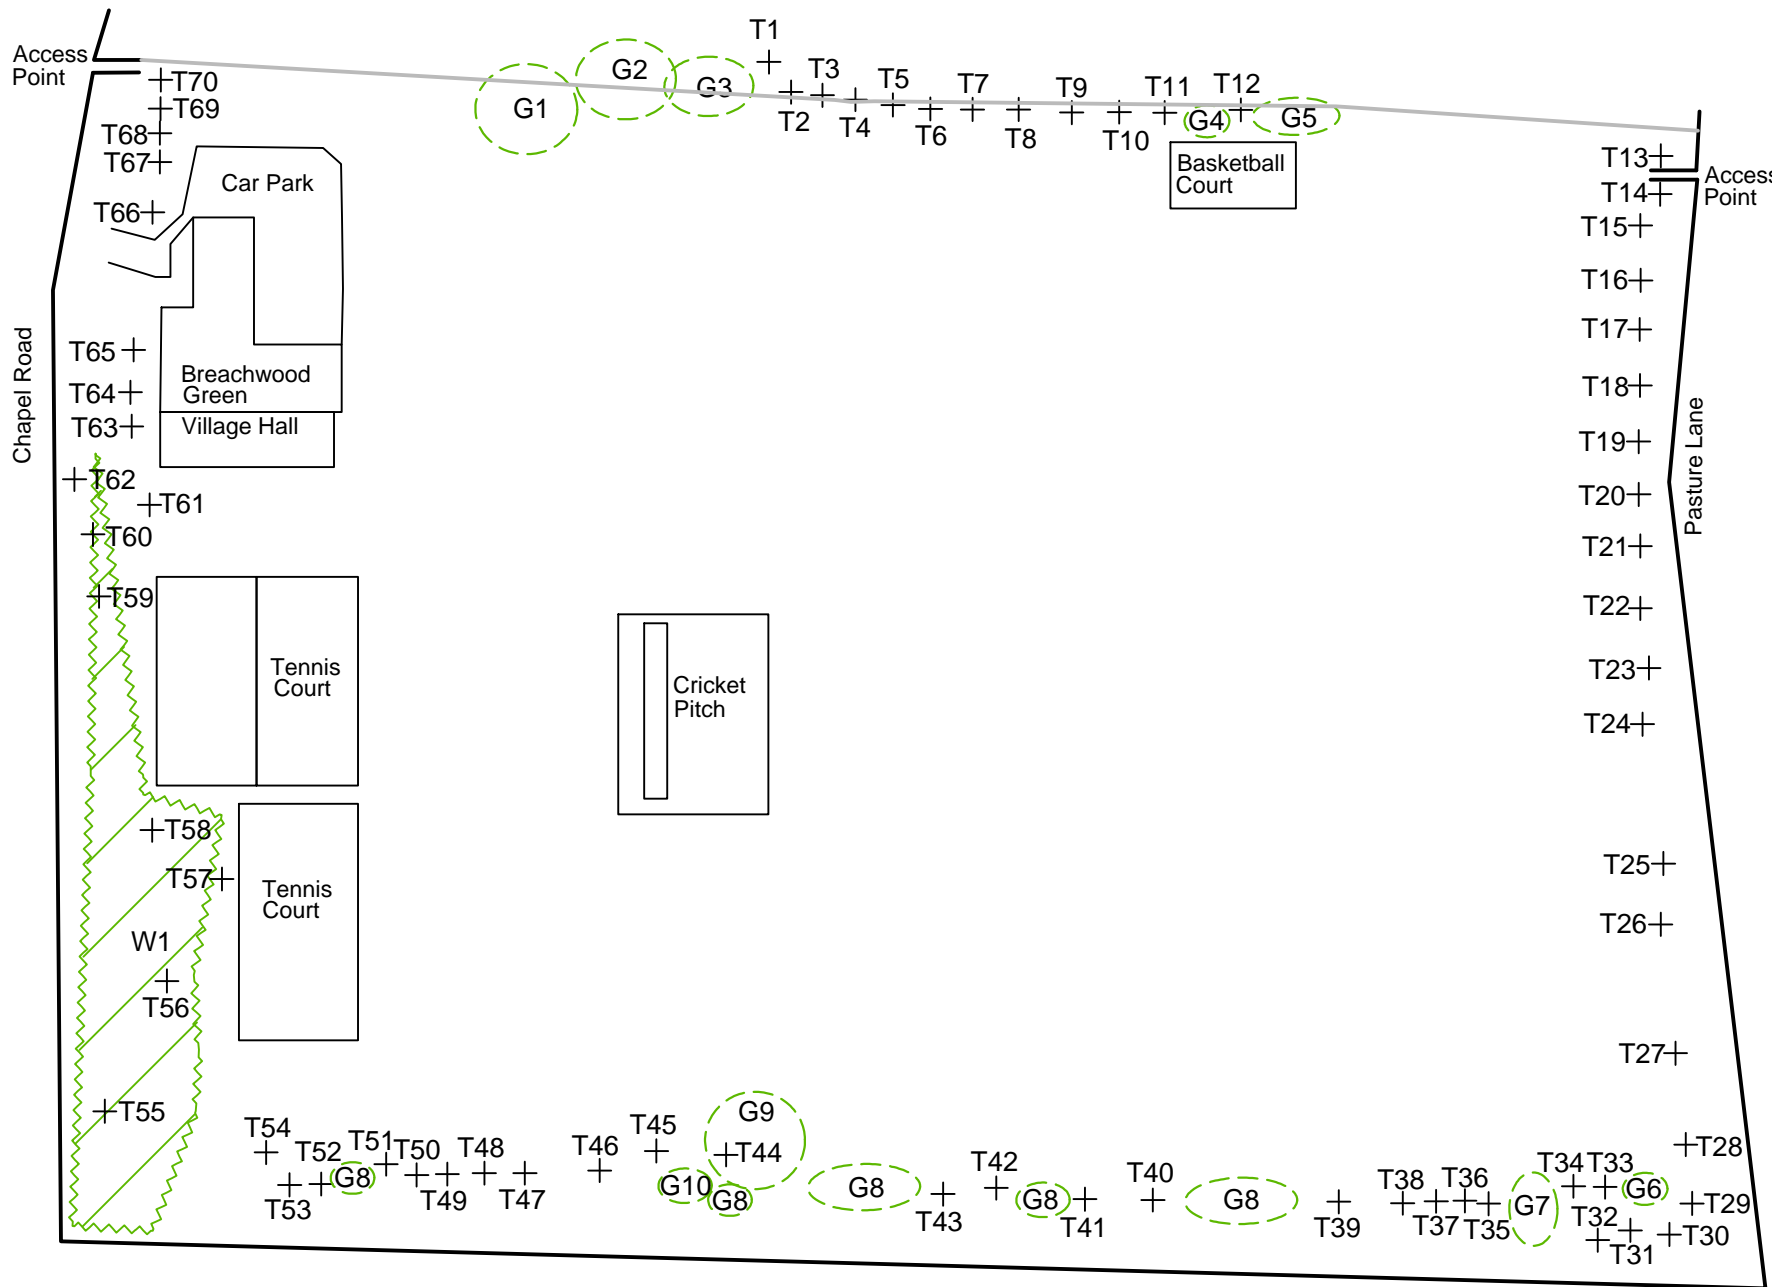 T1
Access
Point
G2
T70
G3
T3
T5
T7
T9
T11
T12
G1
T69
T2
T4
T6
T8
T10
G4
G5
T68
T67
Basketball
Court
T13
Access
Point
Car Park
T14
T66
T15
T16
T17
Chapel Road
T65
Breachwood
Green
T64
T18
T63
Village Hall
T19
Pasture Lane
T62
T61
T20
T60
T21
T59
T22
Tennis
Court
Cricket
Pitch
T23
T24
T58
T57
Tennis
Court
T25
W1
T26
T56
T27
T55
G9
T54
T51
T45
T44
T28
T52
T50
T48
T46
T42
T40
T38
T36
T34
T33
G8
G10
G8
G8
G8
G8
G7
G6
T29
T53
T49
T47
T43
T41
T39
T37
T35
T32
T31
T30